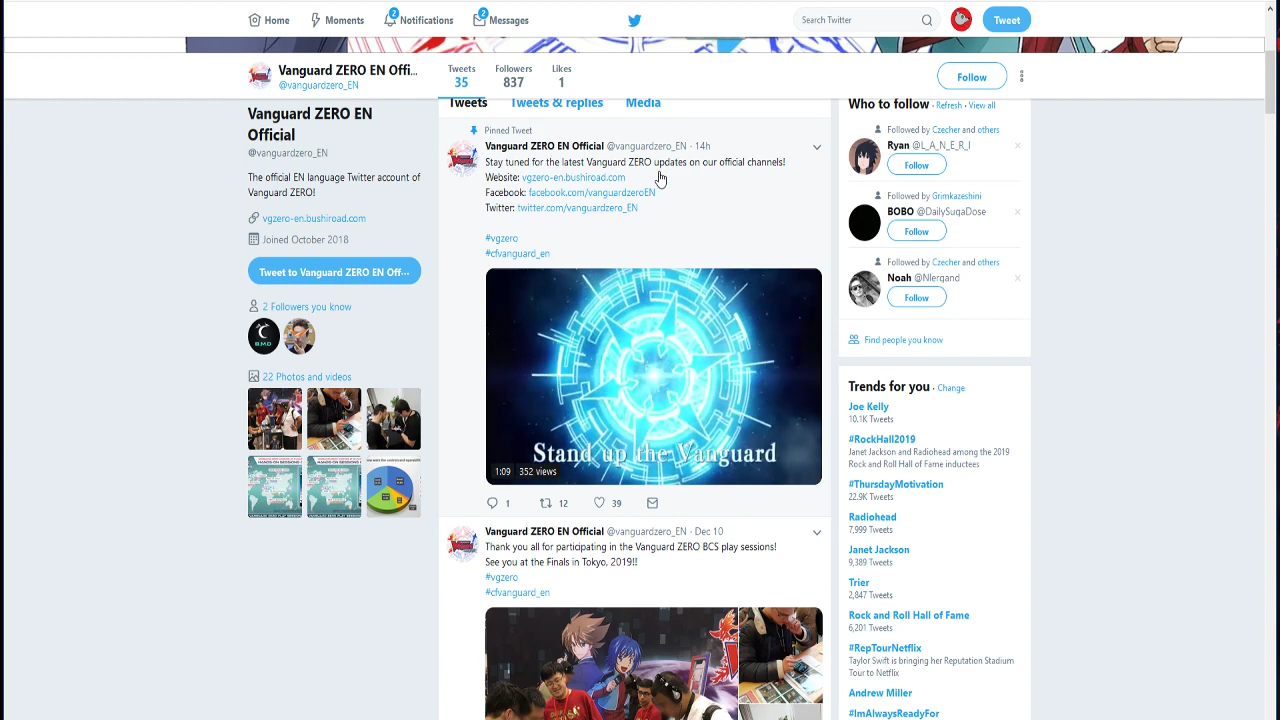 Home
Moments
2
Notifications
2
Messages
Search Twitter
Tweet
Vanguard ZERO EN Offi...
@vanguardzero_EN
Tweets
35
Followers
837
Likes
1
Follow
Vanguard ZERO EN
Official
@vanguardzero_EN
The official EN language Twitter account of
Vanguard ZERO!
vgzero-en.bushiroad.com
Joined October 2018
Tweet to Vanguard ZERO EN Off...
2 Followers you know
B.M.D
22 Photos and videos
Tweets
Tweets & replies
Media
Pinned Tweet
Vanguard ZERO EN Official @vanguardzero_EN · 14h
Stay tuned for the latest Vanguard ZERO updates on our official channels!
Website: vgzero-en.bushiroad.com
Facebook: facebook.com/vanguardzeroEN
Twitter: twitter.com/vanguardzero_EN
#vgzero
#cfvanguard_en
Stand up the Vanguard
1:09 352 views
1
12
39
Vanguard ZERO EN Official @vanguardzero_EN · Dec 10
Thank you all for participating in the Vanguard ZERO BCS play sessions!
See you at the Finals in Tokyo, 2019!!
#vgzero
#cfvanguard_en
Who to follow · Refresh · View all
Followed by Czecher and others
Ryan @L_A_N_E_R_I
Follow
Followed by Grimkazeshini
BOBO @DailySuqaDose
Follow
Followed by Czecher and others
Noah @Nlerqand
Follow
Find people you know
Trends for you · Change
Joe Kelly
10.1K Tweets
#RockHall2019
Janet Jackson and Radiohead among the 2019
Rock and Roll Hall of Fame inductees
#ThursdayMotivation
22.9K Tweets
Radiohead
7,999 Tweets
Janet Jackson
9,389 Tweets
Trier
2,847 Tweets
Rock and Roll Hall of Fame
6,201 Tweets
#RepTourNetflix
Taylor Swift is bringing her Reputation Stadium
Tour to Netflix
Andrew Miller
#ImAlwaysReadyFor